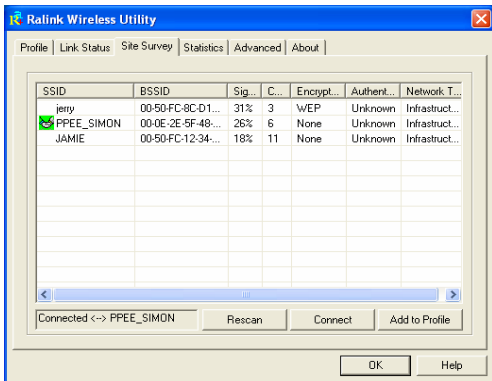 Ralink Wireless Utility
Profile Link Status Site Survey Statistics Advanced About
SSID BSSID Sig... C... Encrypt... Authent... Network T...
jerry 00-50-FC-8C-D1... 31% 3 WEP Unknown Infrastruct...
PPEE_SIMON 00-0E-2E-5F-48-... 26% 6 None Unknown Infrastruct...
JAMIE 00-50-FC-12-34-... 18% 11 None Unknown Infrastruct...
Connected <--> PPEE_SIMON Rescan Connect Add to Profile
OK Help